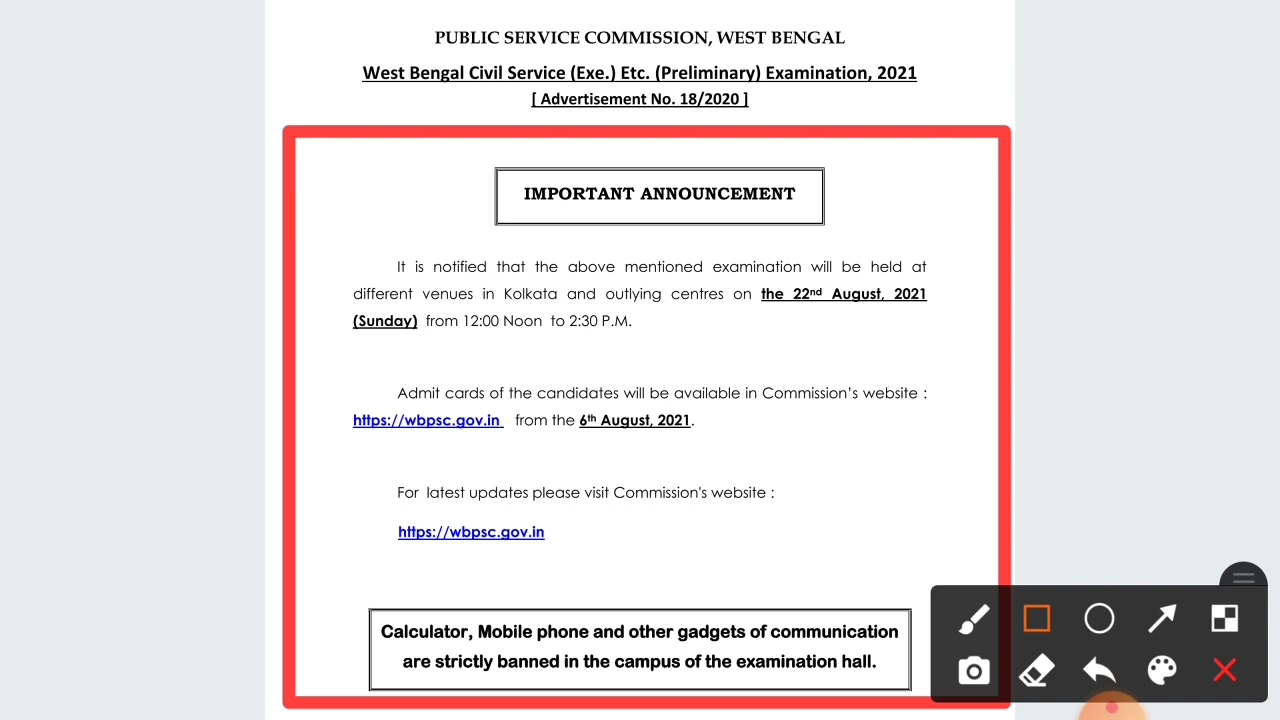 PUBLIC SERVICE COMMISSION, WEST BENGAL
West Bengal Civil Service (Exe.) Etc. (Preliminary) Examination, 2021
[ Advertisement No. 18/2020 ]
IMPORTANT ANNOUNCEMENT
It is notified that the above mentioned examination will be held at
different venues in Kolkata and outlying centres on the 22nd August, 2021
(Sunday) from 12:00 Noon to 2:30 P.M.
Admit cards of the candidates will be available in Commission's website :
https://wbpsc.gov.in from the 6th August, 2021.
For latest updates please visit Commission's website :
https://wbpsc.gov.in
Calculator, Mobile phone and other gadgets of communication
are strictly banned in the campus of the examination hall.